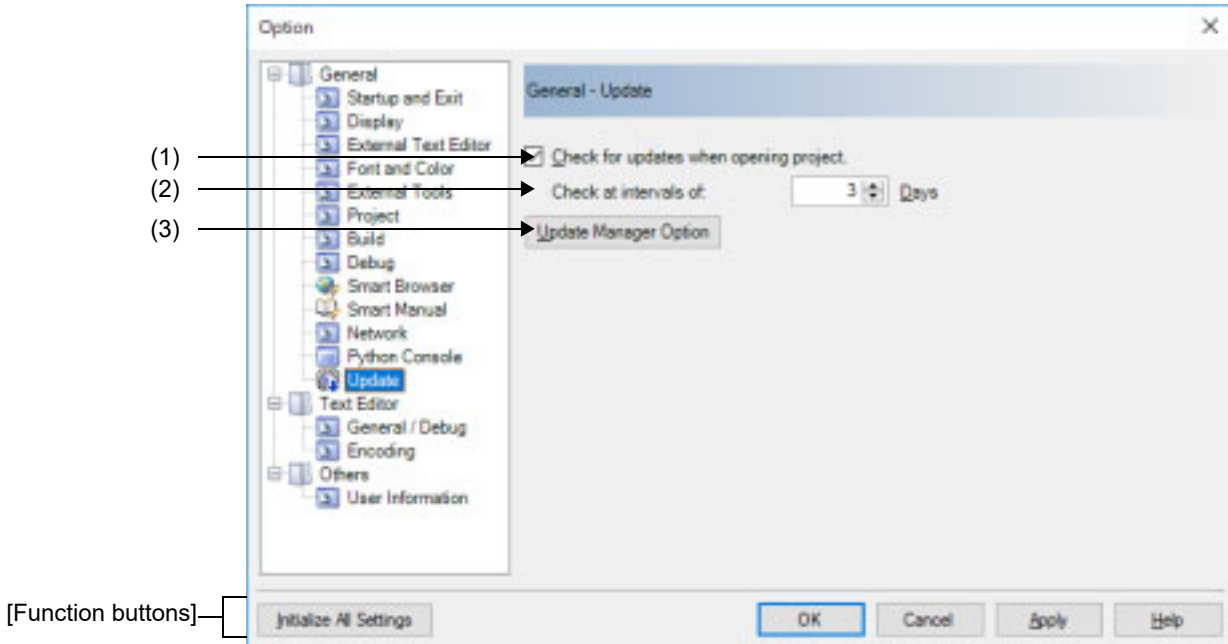 Option
General
Startup and Exit
Display
External Text Editor
Font and Color
External Tools
Project
Build
Debug
Smart Browser
Smart Manual
Network
Python Console
Update
Text Editor
General / Debug
Encoding
Others
User Information
General - Update
(1)
Check for updates when opening project.
(2)
Check at intervals of: 3 Days
(3)
Update Manager Option
[Function buttons]
Initialize All Settings OK Cancel Apply Help